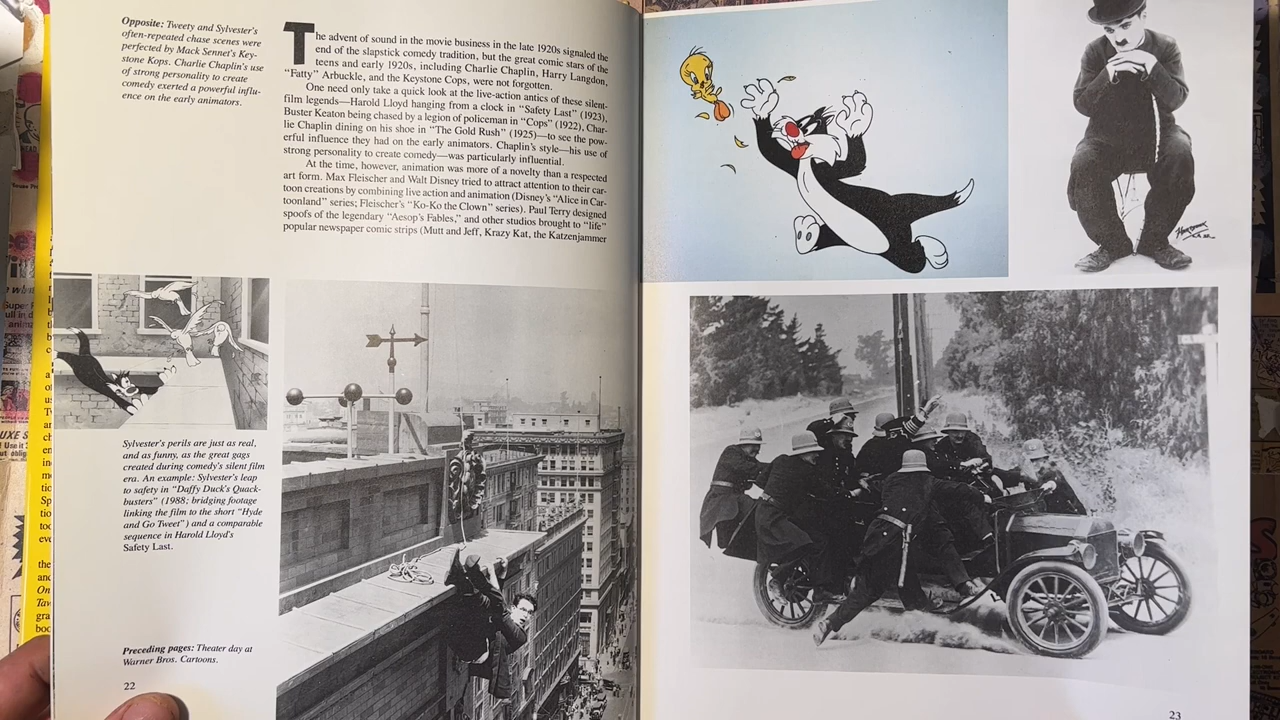 Opposite: Tweety and Sylvester's
often-repeated chase scenes were
perfected by Mack Sennet's Key-
stone Kops. Charlie Chaplin's use
of strong personality to create
comedy exerted a powerful influ-
ence on the early animators.
The advent of sound in the movie business in the late 1920s signaled the
end of the slapstick comedy tradition, but the great comic stars of the
teens and early 1920s, including Charlie Chaplin, Harry Langdon,
"Fatty" Arbuckle, and the Keystone Cops, were not forgotten.
One need only take a quick look at the live-action antics of these silent-
film legends—Harold Lloyd hanging from a clock in "Safety Last" (1923),
Buster Keaton being chased by a legion of policeman in "Cops" (1922), Char-
lie Chaplin dining on his shoe in "The Gold Rush" (1925)—to see the pow-
erful influence they had on the early animators. Chaplin's style—his use of
strong personality to create comedy—was particularly influential.
At the time, however, animation was more of a novelty than a respected
art form. Max Fleischer and Walt Disney tried to attract attention to their car-
toon creations by combining live action and animation (Disney's "Alice in Car-
toonland" series; Fleischer's "Ko-Ko the Clown" series). Paul Terry designed
spoofs of the legendary "Aesop's Fables," and other studios brought to "life"
popular newspaper comic strips (Mutt and Jeff, Krazy Kat, the Katzenjammer
Sylvester's perils are just as real,
and as funny, as the great gags
created during comedy's silent film
era. An example: Sylvester's leap
to safety in "Daffy Duck's Quack-
busters" (1988; bridging footage
linking the film to the short "Hyde
and Go Tweet") and a comparable
sequence in Harold Lloyd's
Safety Last.
Preceding pages: Theater day at
Warner Bros. Cartoons.
22
23